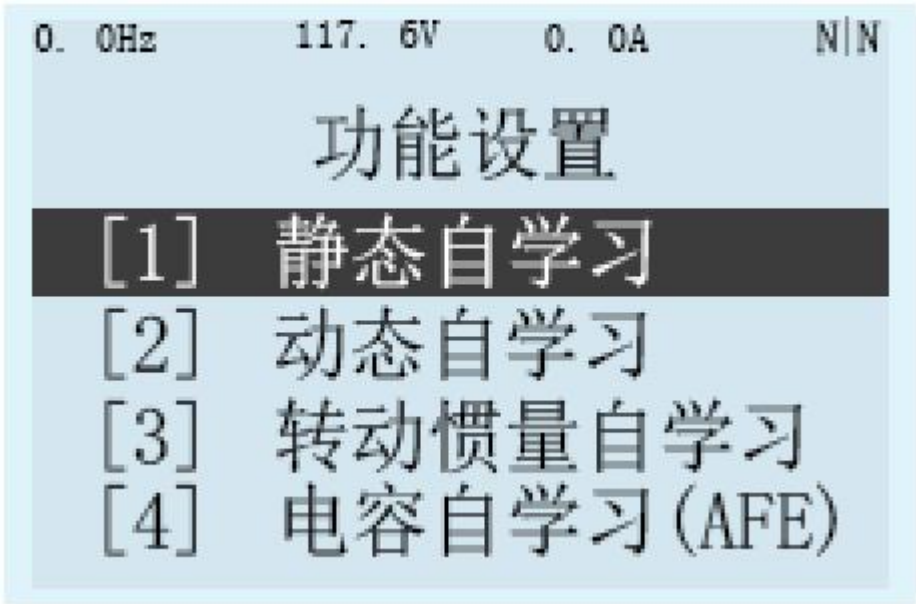 0. 0Hz 117. 6V 0. 0A N|N
功能设置
[1] 静态自学习
[2] 动态自学习
[3] 转动惯量自学习
[4] 电容自学习(AFE)